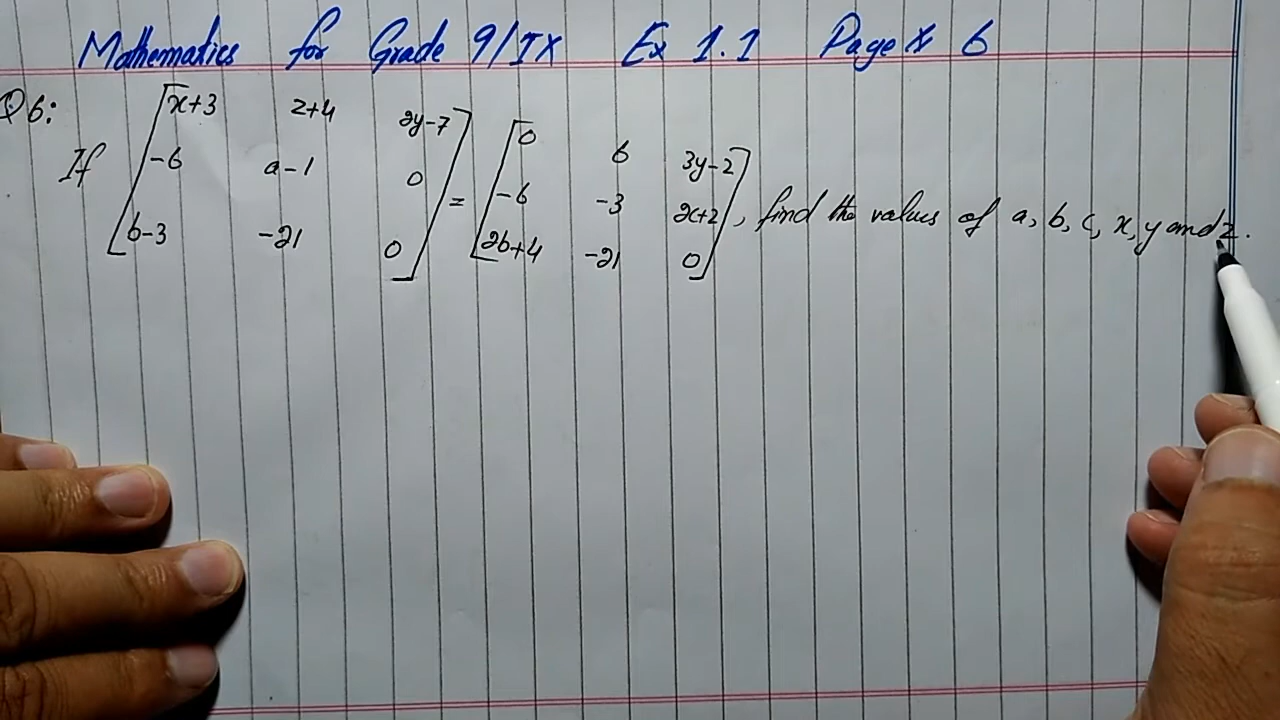 Mathematics for Grade 9/IX Ex 1.1 Page # 6
Q6:
If [x+3 z+4 2y-7
-6 a-1 0
b-3 -21 0] = [0 6 3y-2
-6 -3 2c+2
2b+4 -21 0], find the values of a, b, c, x, y and z.